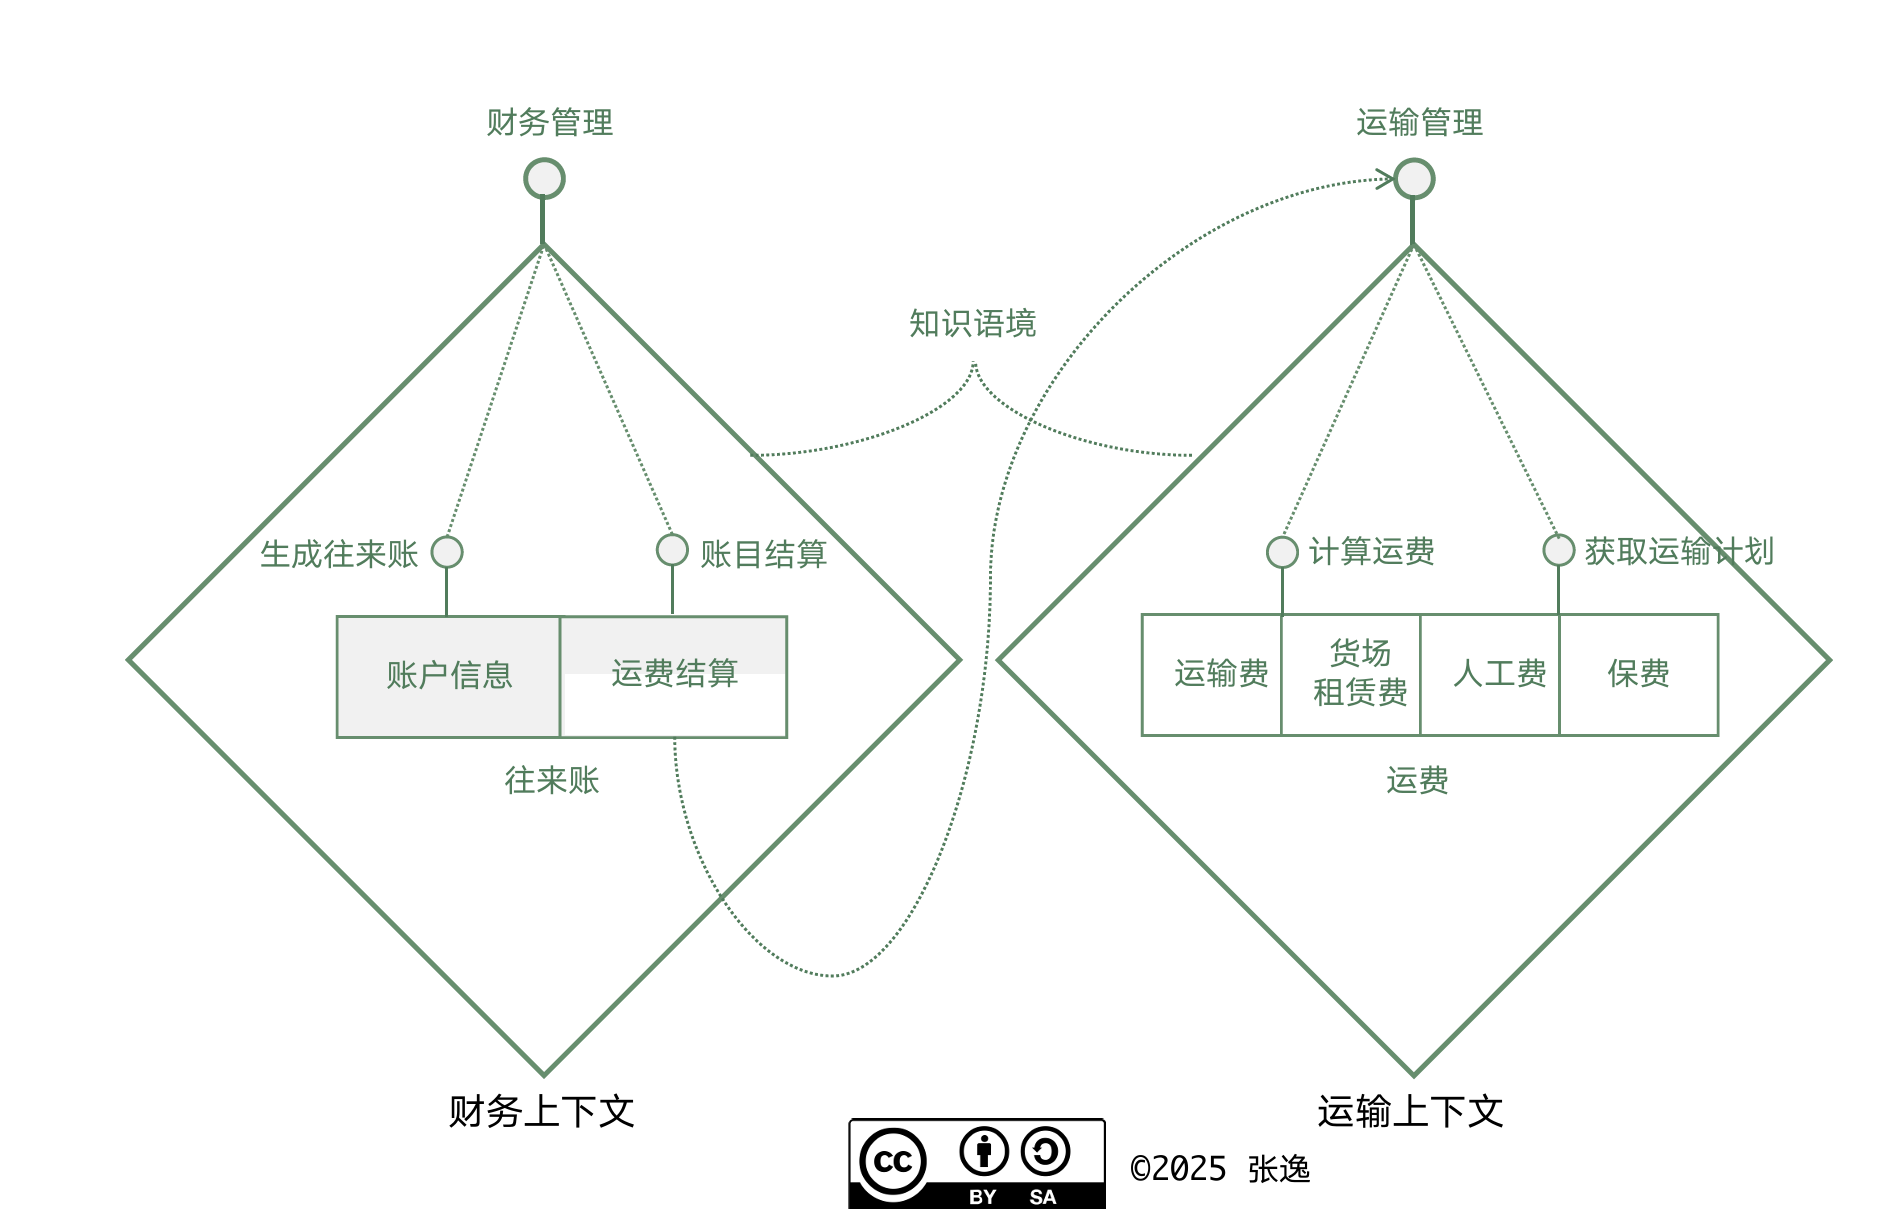 财务管理
运输管理
知识语境
生成往来账
账目结算
计算运费
获取运输计划
账户信息
运费结算
运输费
货场
租赁费
人工费
保费
往来账
运费
财务上下文
运输上下文
cc
BY SA
©2025 张逸